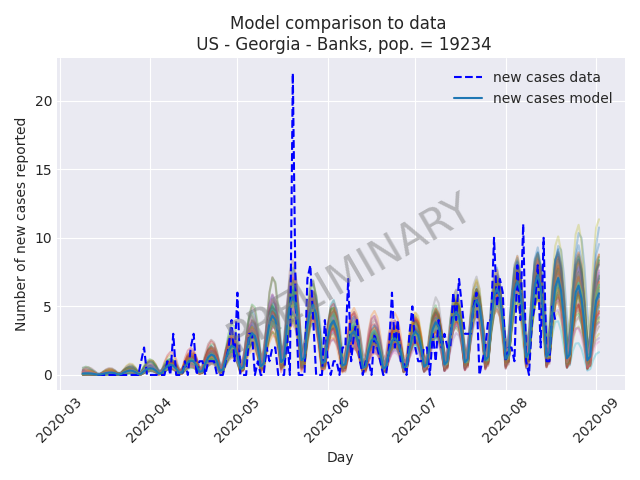 Model comparison to data
US - Georgia - Banks, pop. = 19234
new cases data
new cases model
Number of new cases reported
20
15
10
5
0
PRELIMINARY
2020-03
2020-04
2020-05
2020-06
2020-07
2020-08
2020-09
Day